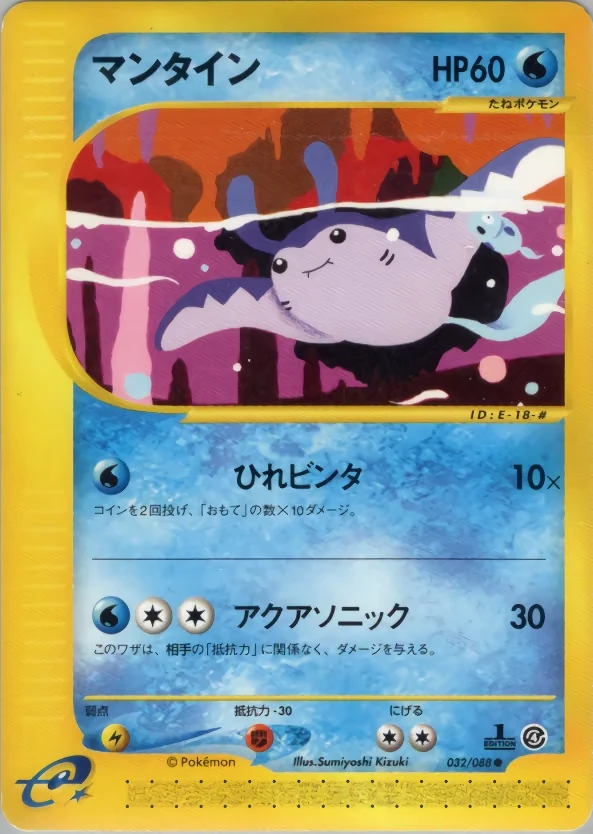 マンタイン
HP60
たねポケモン
ID:E-18-#
ひれビンタ 10×
コインを2回投げ、「おもて」の数×10ダメージ。
アクアソニック 30
このワザは、相手の「抵抗力」に関係なく、ダメージを与える。
弱点 抵抗力-30 にげる
1
EDITION
© Pokémon Illus.Sumiyoshi Kizuki 032/088●
e